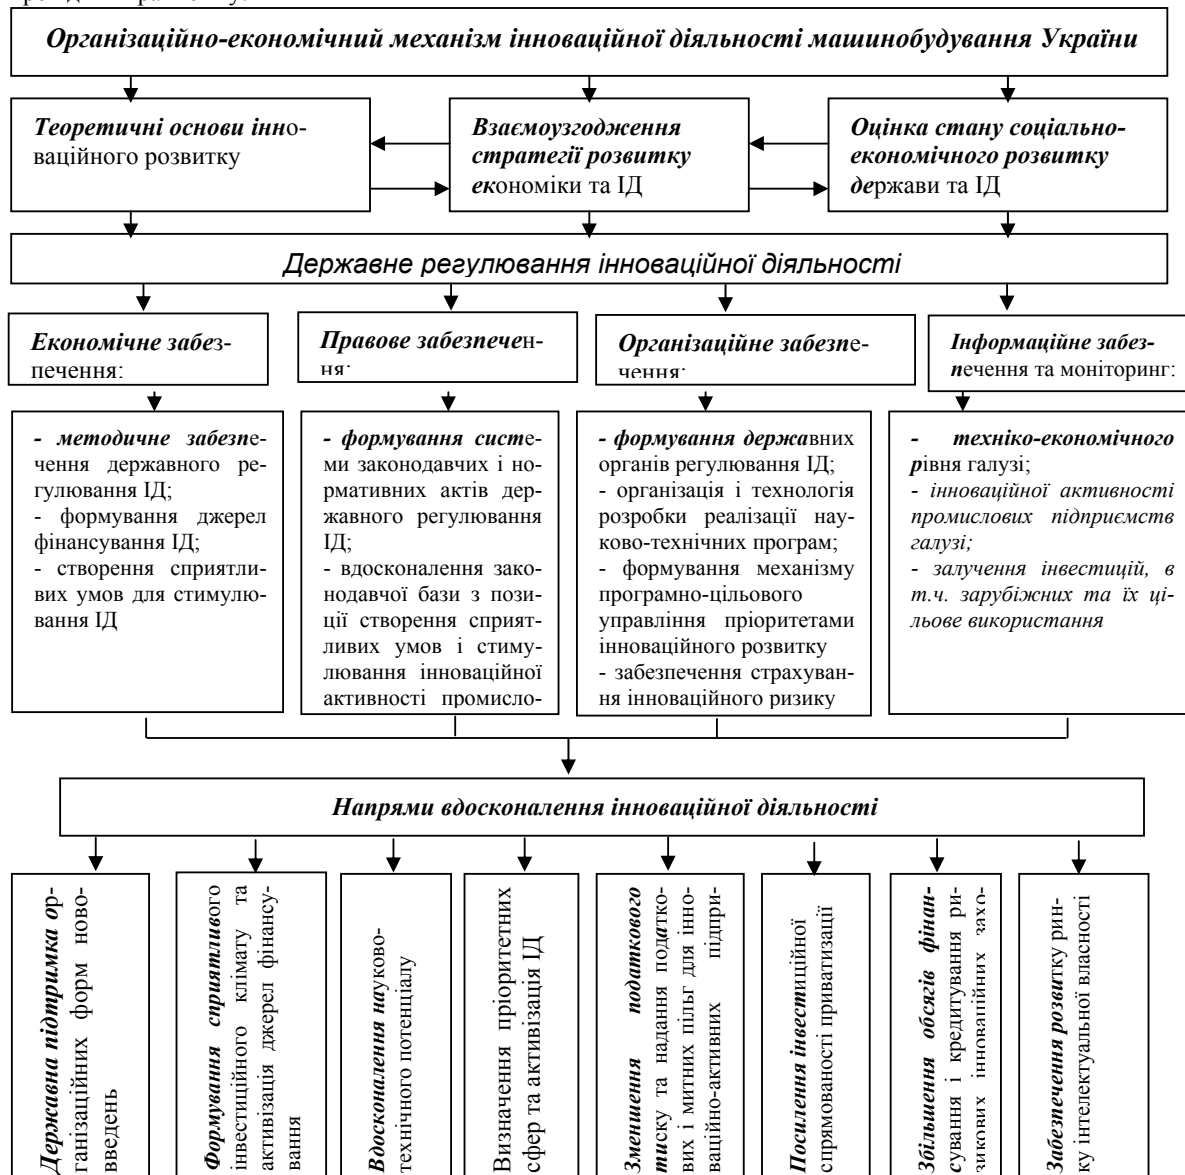 Організаційно-економічний механізм інноваційної діяльності машинобудування України
Теоретичні основи інно-
ваційного розвитку
Взаємоузгодження
стратегії розвитку
економіки та ІД
Оцінка стану соціально-
економічного розвитку
держави та ІД
Державне регулювання інноваційної діяльності
Економічне забез-
печення:
Правове забезпечен-
ня:
Організаційне забезпе-
чення:
Інформаційне забез-
печення та моніторинг:
- методичне забезпе-
чення державного ре-
гулювання ІД;
- формування джерел
фінансування ІД;
- створення сприятли-
вих умов для стимулю-
вання ІД
- формування систе-
ми законодавчих і но-
рмативних актів дер-
жавного регулювання
ІД;
- вдосконалення зако-
нодавчої бази з пози-
ції створення сприят-
ливих умов і стиму-
лювання інноваційної
активності промисло-
- формування державних
органів регулювання ІД;
- організація і технологія
розробки реалізації нау-
ково-технічних програм;
- формування механізму
програмно-цільового
управління пріоритетами
інноваційного розвитку
- забезпечення страхуван-
ня інноваційного ризику
- техніко-економічного
рівня галузі;
- інноваційної активності
промислових підприємств
галузі;
- залучення інвестицій, в
т.ч. зарубіжних та їх ці-
льове використання
Напрями вдосконалення інноваційної діяльності
Державна підтримка ор-
ганізаційних форм ново-
введень
Формування сприятливого
інвестиційного клімату та
активізація джерел фінансу-
вання
Вдосконалення науково-
технічного потенціалу
Визначення пріоритетних
сфер та активізація ІД
Зменшення податкового
тиску та надання податко-
вих і митних пільг для інно-
ваційно-активних підпри-
Посилення інвестиційної
спрямованості приватизації
Збільшення обсягів фінан-
сування і кредитування ри-
зикових інноваційних захо-
Забезпечення розвитку рин-
ку інтелектуальної власності